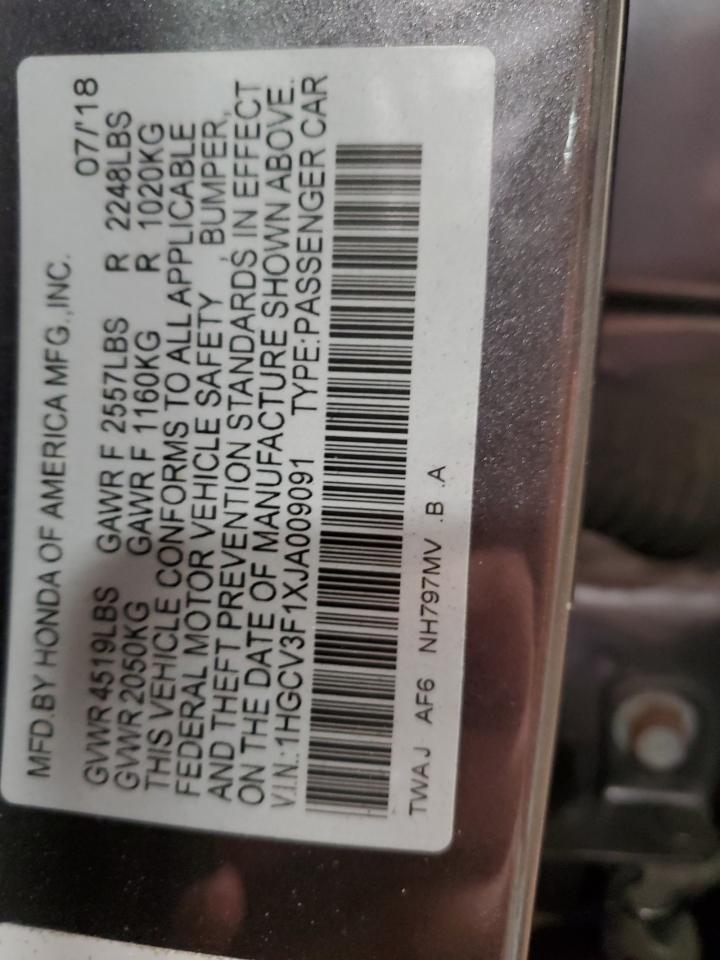 MFD.BY HONDA OF AMERICA MFG.,INC. 07/'18
GVWR 4519LBS GAWR F 2557LBS R 2248LBS
GVWR 2050KG GAWR F 1160KG R 1020KG
THIS VEHICLE CONFORMS TO ALL APPLICABLE
FEDERAL MOTOR VEHICLE SAFETY , BUMPER,
AND THEFT PREVENTION STANDARDS IN EFFECT
ON THE DATE OF MANUFACTURE SHOWN ABOVE.
V.I.N.:1HGCV3F1XJA009091 TYPE:PASSENGER CAR
TWAJ AF6 NH797MV .B .A